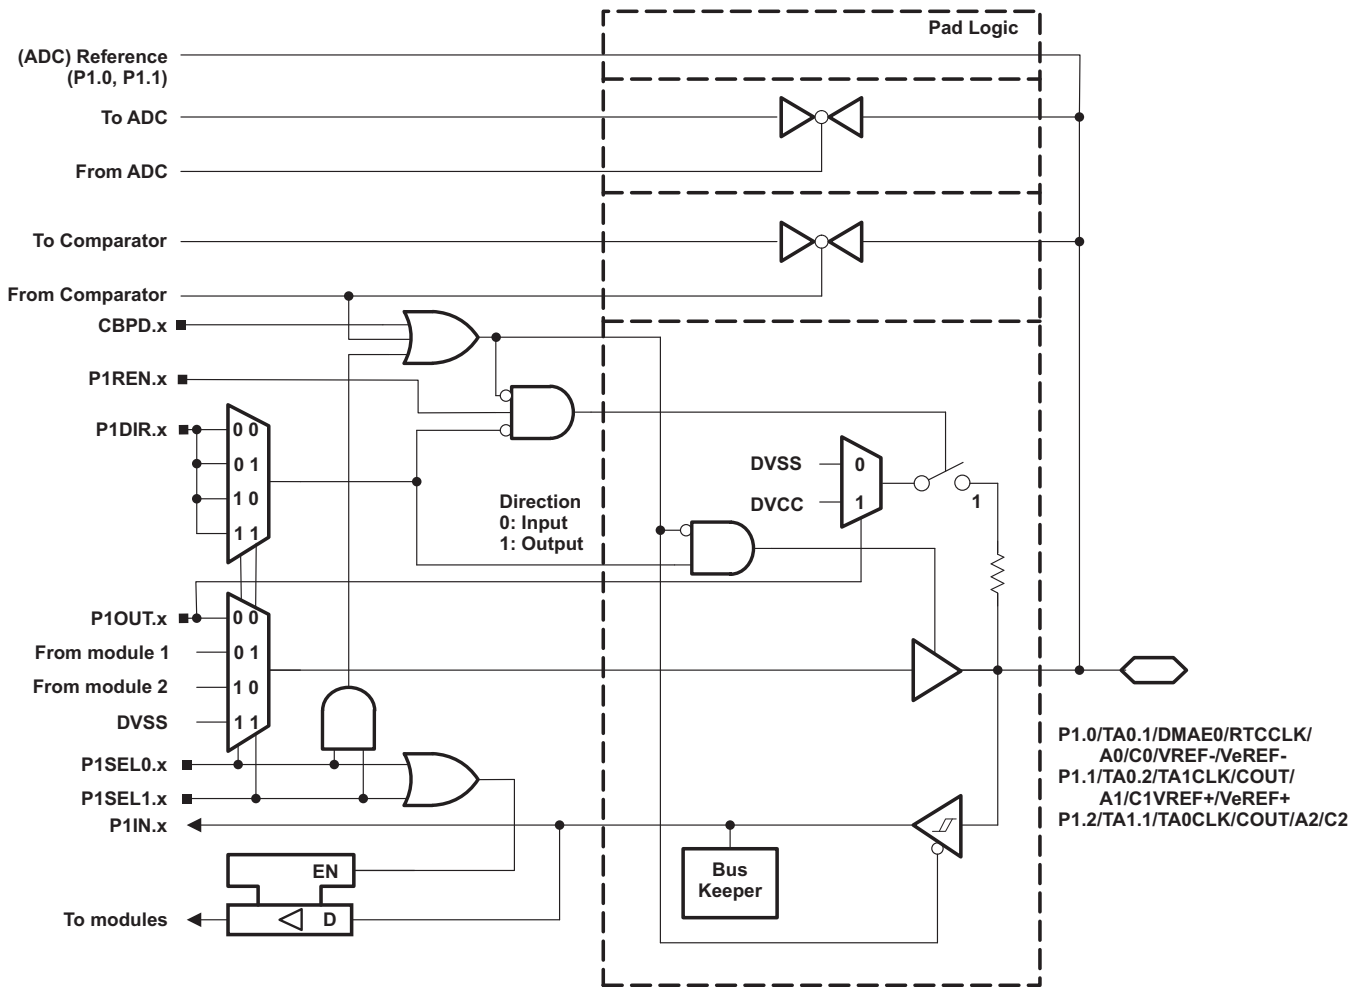 Pad Logic
(ADC) Reference
(P1.0, P1.1)
To ADC
From ADC
To Comparator
From Comparator
CBPD.x
P1REN.x
P1DIR.x
0 0
0 1
1 0
1 1
Direction
0: Input
1: Output
DVSS
DVCC
0
1
1
P1OUT.x
From module 1
From module 2
DVSS
0 0
0 1
1 0
1 1
P1SEL0.x
P1SEL1.x
P1IN.x
EN
D
To modules
Bus
Keeper
P1.0/TA0.1/DMAE0/RTCCLK/
A0/C0/VREF-/VeREF-
P1.1/TA0.2/TA1CLK/COUT/
A1/C1VREF+/VeREF+
P1.2/TA1.1/TA0CLK/COUT/A2/C2